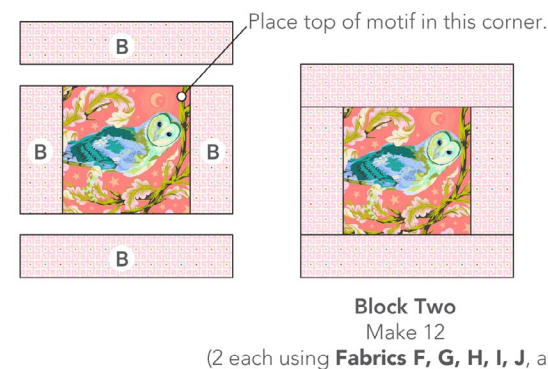 Place top of motif in this corner.
B
B
B
B
Block Two
Make 12
(2 each using Fabrics F, G, H, I, J, a